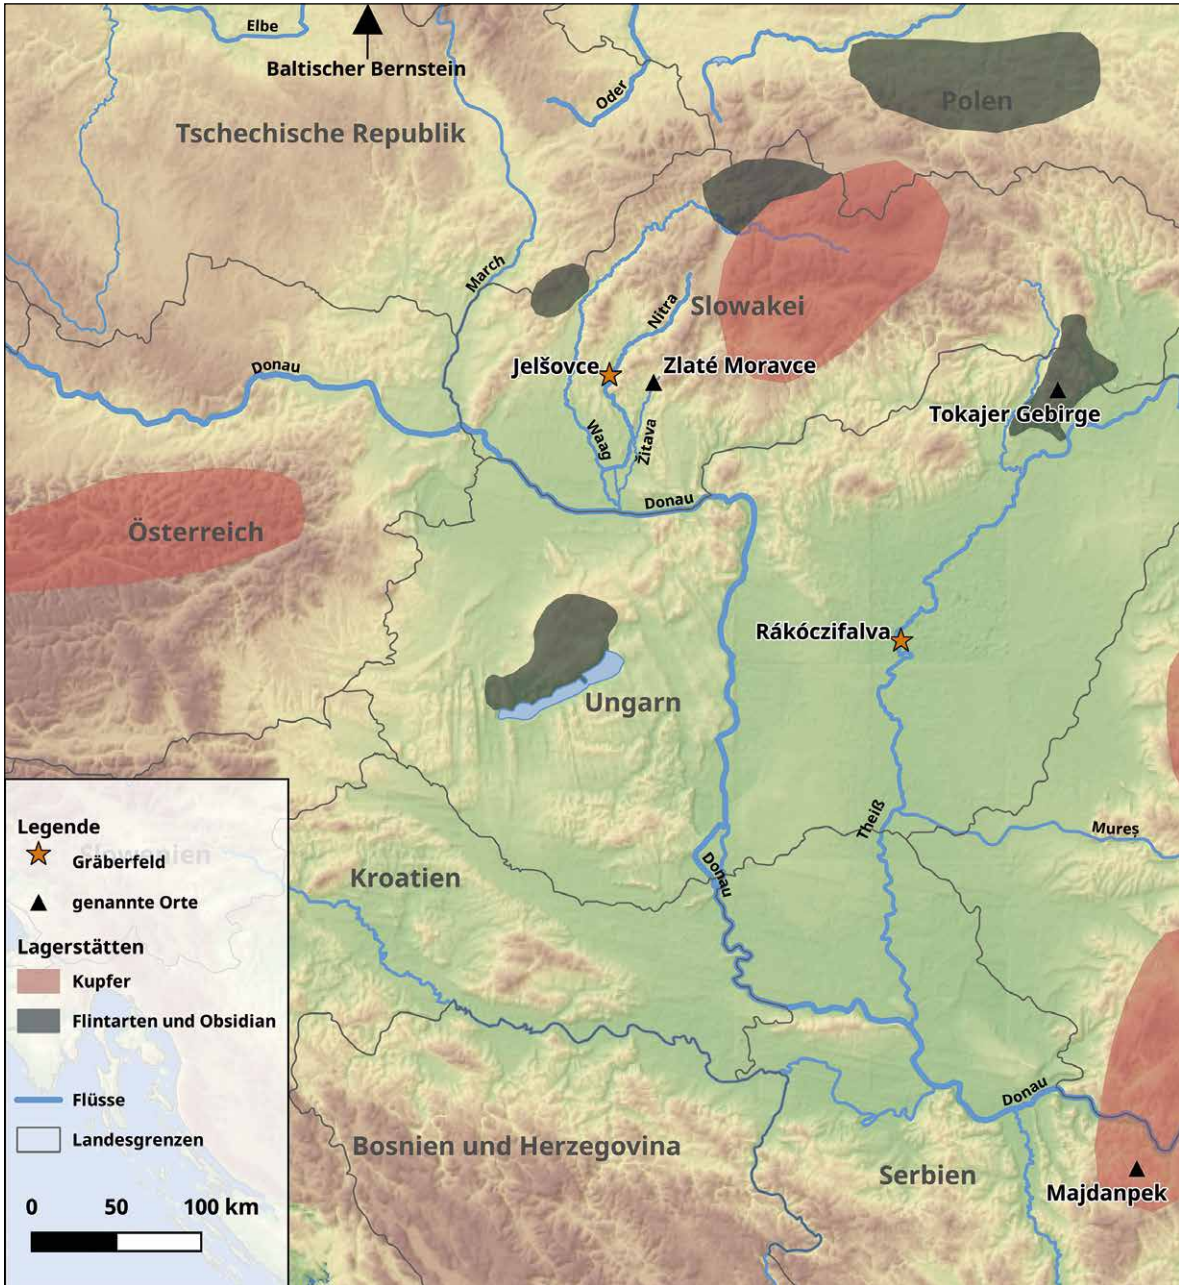 Elbe
Baltischer Bernstein
Oder
Polen
Tschechische Republik
March
Nitra
Slowakei
Jelšovce
Zlaté Moravce
Donau
Tokajer Gebirge
Waag
Žitava
Donau
Österreich
Rákóczifalva
Ungarn
Theiß
Mureș
Donau
Kroatien
Legende
Slowenien
Gräberfeld
genannte Orte
Lagerstätten
Kupfer
Flintarten und Obsidian
Flüsse
Landesgrenzen
0 50 100 km
Donau
Bosnien und Herzegovina
Serbien
Majdanpek